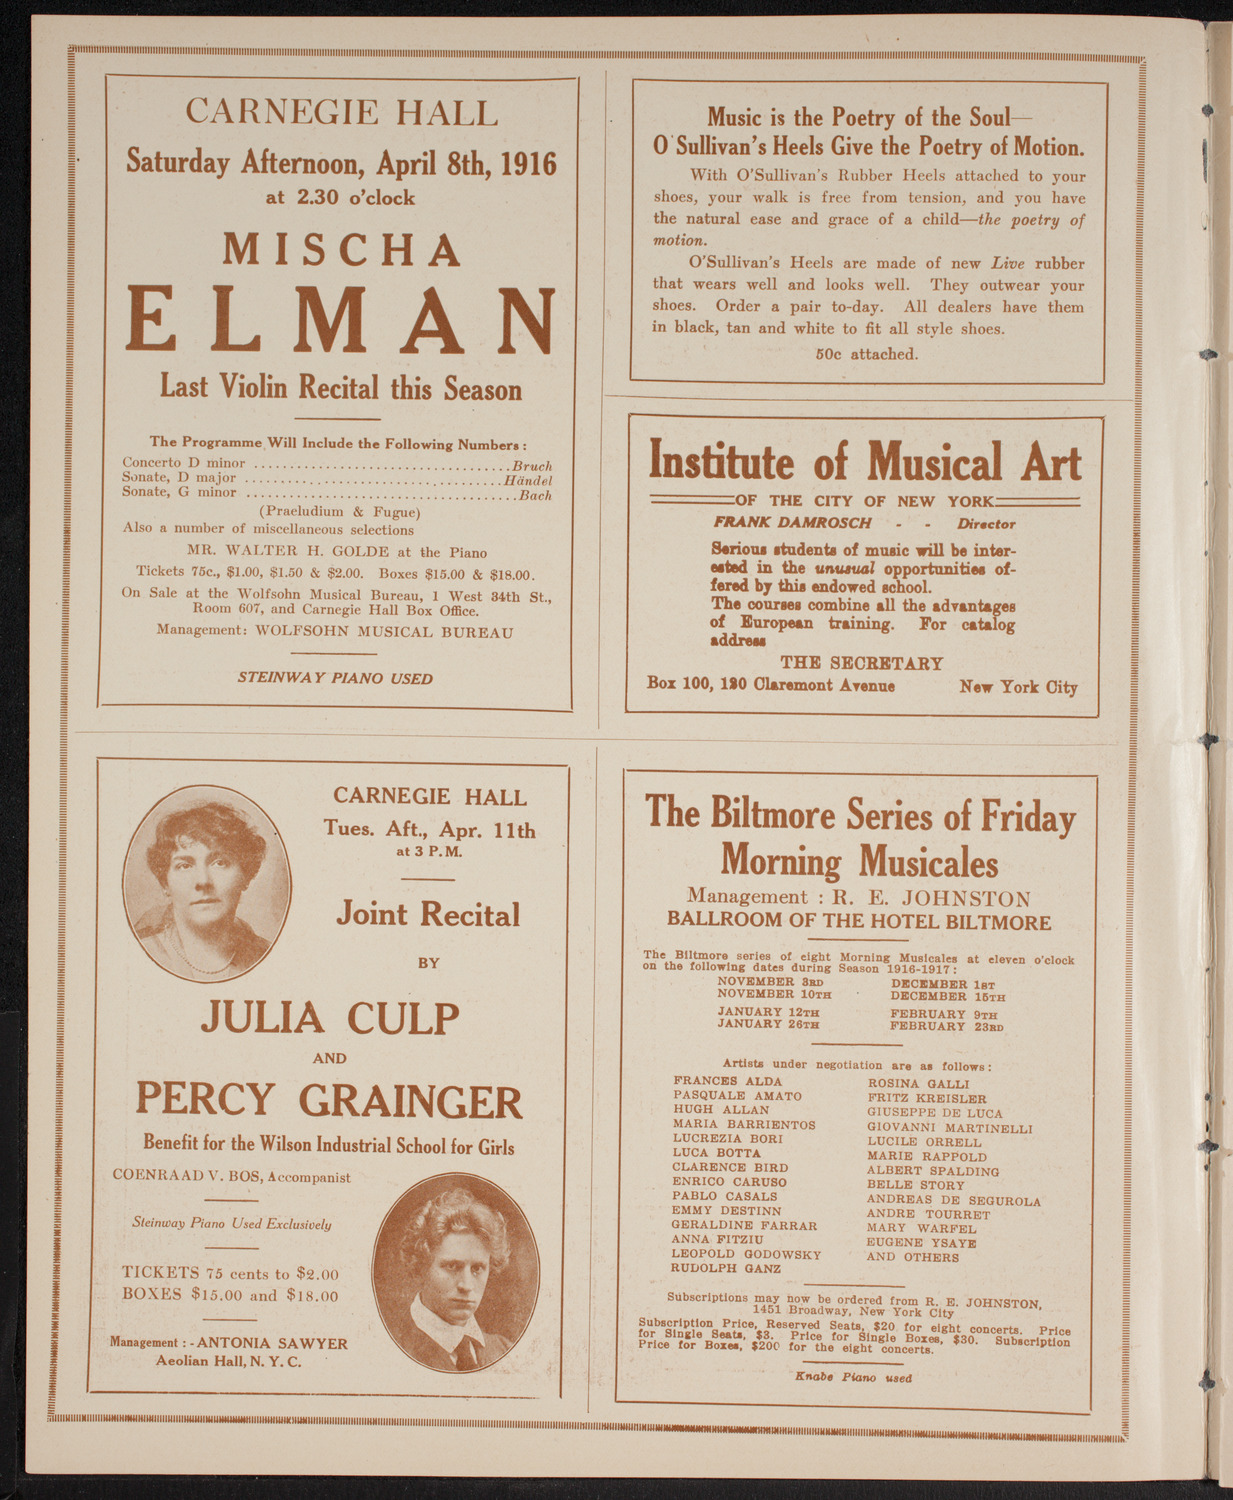 CARNEGIE HALL
Saturday Afternoon, April 8th, 1916
at 2.30 o'clock
MISCHA
ELMAN
Last Violin Recital this Season
The Programme Will Include the Following Numbers:
Concerto D minor ....................................Bruch
Sonate, D major ....................................Händel
Sonate, G minor ......................................Bach
(Praeludium & Fugue)
Also a number of miscellaneous selections
MR. WALTER H. GOLDE at the Piano
Tickets 75c., $1.00, $1.50 & $2.00. Boxes $15.00 & $18.00.
On Sale at the Wolfsohn Musical Bureau, 1 West 34th St.,
Room 607, and Carnegie Hall Box Office.
Management: WOLFSOHN MUSICAL BUREAU
STEINWAY PIANO USED
Music is the Poetry of the Soul—
O'Sullivan's Heels Give the Poetry of Motion.
With O'Sullivan's Rubber Heels attached to your
shoes, your walk is free from tension, and you have
the natural ease and grace of a child—the poetry of
motion.
O'Sullivan's Heels are made of new Live rubber
that wears well and looks well. They outwear your
shoes. Order a pair to-day. All dealers have them
in black, tan and white to fit all style shoes.
50c attached.
Institute of Musical Art
OF THE CITY OF NEW YORK
FRANK DAMROSCH - - Director
Serious students of music will be inter-
ested in the unusual opportunities of-
fered by this endowed school.
The courses combine all the advantages
of European training. For catalog
address
THE SECRETARY
Box 100, 120 Claremont Avenue New York City
CARNEGIE HALL
Tues. Aft., Apr. 11th
at 3 P.M.
Joint Recital
BY
JULIA CULP
AND
PERCY GRAINGER
Benefit for the Wilson Industrial School for Girls
COENRAAD V. BOS, Accompanist
Steinway Piano Used Exclusively
TICKETS 75 cents to $2.00
BOXES $15.00 and $18.00
Management:-ANTONIA SAWYER
Aeolian Hall, N. Y. C.
The Biltmore Series of Friday
Morning Musicales
Management : R. E. JOHNSTON
BALLROOM OF THE HOTEL BILTMORE
The Biltmore series of eight Morning Musicales at eleven o'clock
on the following dates during Season 1916-1917:
NOVEMBER 3RD DECEMBER 1ST
NOVEMBER 10TH DECEMBER 15TH
JANUARY 12TH FEBRUARY 9TH
JANUARY 26TH FEBRUARY 23RD
Artists under negotiation are as follows:
FRANCES ALDA
PASQUALE AMATO
HUGH ALLAN
MARIA BARRIENTOS
LUCREZIA BORI
LUCA BOTTA
CLARENCE BIRD
ENRICO CARUSO
PABLO CASALS
EMMY DESTINN
GERALDINE FARRAR
ANNA FITZIU
LEOPOLD GODOWSKY
RUDOLPH GANZ
ROSINA GALLI
FRITZ KREISLER
GIUSEPPE DE LUCA
GIOVANNI MARTINELLI
LUCILE ORRELL
MARIE RAPPOLD
ALBERT SPALDING
BELLE STORY
ANDREAS DE SEGUROLA
ANDRE TOURRET
MARY WARFEL
EUGENE YSAYE
AND OTHERS
Subscriptions may now be ordered from R. E. JOHNSTON,
1451 Broadway, New York City
Subscription Price, Reserved Seats, $20 for eight concerts. Price
for Single Seats, $3. Price for Single Boxes, $30. Subscription
Price for Boxes, $200 for the eight concerts.
Knabe Piano used